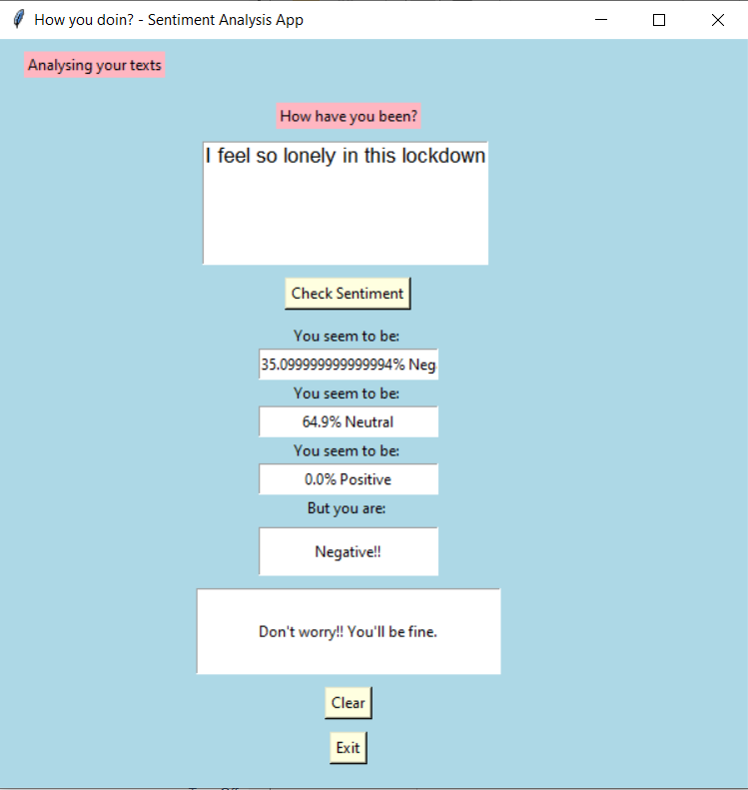 How you doin? - Sentiment Analysis App
Analysing your texts
How have you been?
I feel so lonely in this lockdown
Check Sentiment
You seem to be:
35.099999999999994% Neg
You seem to be:
64.9% Neutral
You seem to be:
0.0% Positive
But you are:
Negative!!
Don't worry!! You'll be fine.
Clear
Exit